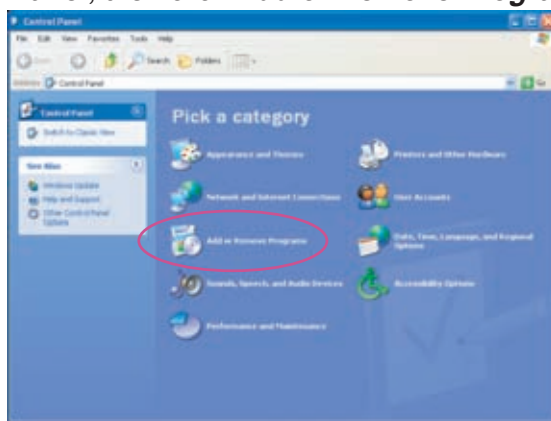 Control Panel
File Edit View Favorites Tools Help
Search Folders
Control Panel
Control Panel
Switch to Classic View
See Also
Windows Update
Help and Support
Other Control Panel Options
Pick a category
Appearance and Themes
Printers and Other Hardware
Network and Internet Connections
User Accounts
Add or Remove Programs
Date, Time, Language, and Regional Options
Sounds, Speech, and Audio Devices
Accessibility Options
Performance and Maintenance